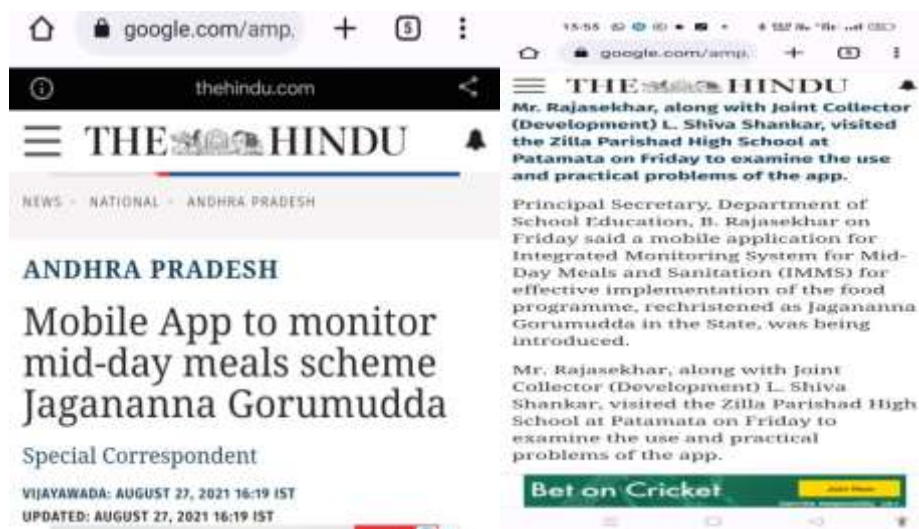 google.com/amp.
5
thehindu.com
THE HINDU
NEWS - NATIONAL - ANDHRA PRADESH
ANDHRA PRADESH
Mobile App to monitor
mid-day meals scheme
Jagananna Gorumudda
Special Correspondent
VIJAYAWADA: AUGUST 27, 2021 16:19 IST
UPDATED: AUGUST 27, 2021 16:19 IST
15:55
google.com/amp.
THE HINDU
Mr. Rajasekhar, along with Joint Collector
(Development) L. Shiva Shankar, visited
the Zilla Parishad High School at
Patamata on Friday to examine the use
and practical problems of the app.
Principal Secretary, Department of
School Education, B. Rajasekhar on
Friday said a mobile application for
Integrated Monitoring System for Mid-
Day Meals and Sanitation (IMMS) for
effective implementation of the food
programme, rechristened as Jagananna
Gorumudda in the State, was being
introduced.
Mr. Rajasekhar, along with Joint
Collector (Development) L. Shiva
Shankar, visited the Zilla Parishad High
School at Patamata on Friday to
examine the use and practical
problems of the app.
Bet on Cricket